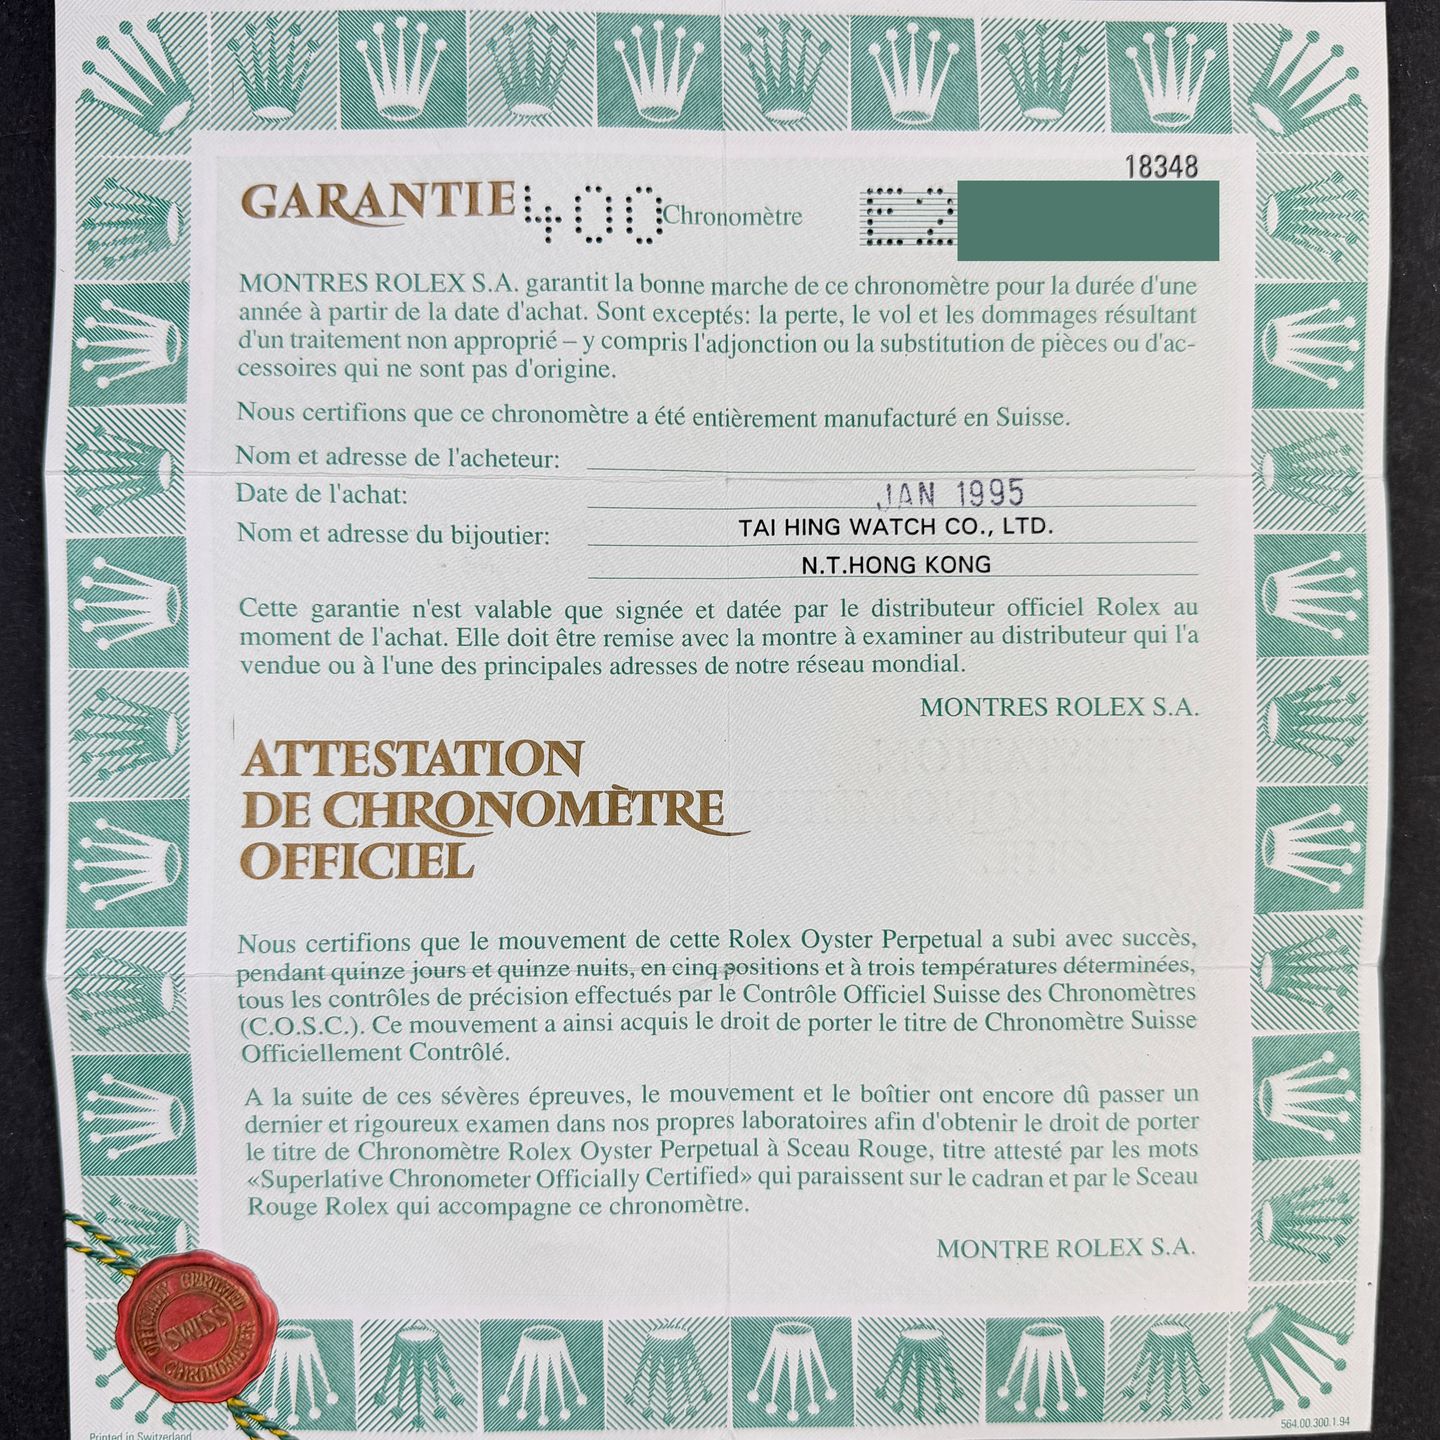 18348
GARANTIE 400 Chronomètre E2
MONTRES ROLEX S.A. garantit la bonne marche de ce chronomètre pour la durée d'une
année à partir de la date d'achat. Sont exceptés: la perte, le vol et les dommages résultant
d'un traitement non approprié – y compris l'adjonction ou la substitution de pièces ou d'ac-
cessoires qui ne sont pas d'origine.
Nous certifions que ce chronomètre a été entièrement manufacturé en Suisse.
Nom et adresse de l'acheteur:
Date de l'achat: JAN 1995
Nom et adresse du bijoutier: TAI HING WATCH CO., LTD.
N.T.HONG KONG
Cette garantie n'est valable que signée et datée par le distributeur officiel Rolex au
moment de l'achat. Elle doit être remise avec la montre à examiner au distributeur qui l'a
vendue ou à l'une des principales adresses de notre réseau mondial.
MONTRES ROLEX S.A.
ATTESTATION
DE CHRONOMÈTRE
OFFICIEL
Nous certifions que le mouvement de cette Rolex Oyster Perpetual a subi avec succès,
pendant quinze jours et quinze nuits, en cinq positions et à trois températures déterminées,
tous les contrôles de précision effectués par le Contrôle Officiel Suisse des Chronomètres
(C.O.S.C.). Ce mouvement a ainsi acquis le droit de porter le titre de Chronomètre Suisse
Officiellement Contrôlé.
A la suite de ces sévères épreuves, le mouvement et le boîtier ont encore dû passer un
dernier et rigoureux examen dans nos propres laboratoires afin d'obtenir le droit de porter
le titre de Chronomètre Rolex Oyster Perpetual à Sceau Rouge, titre attesté par les mots
«Superlative Chronometer Officially Certified» qui paraissent sur le cadran et par le Sceau
Rouge Rolex qui accompagne ce chronomètre.
MONTRE ROLEX S.A.
OFFICIALLY CERTIFIED
SWISS
CHRONOMETER
564.00.300.1.94
Printed in Switzerland